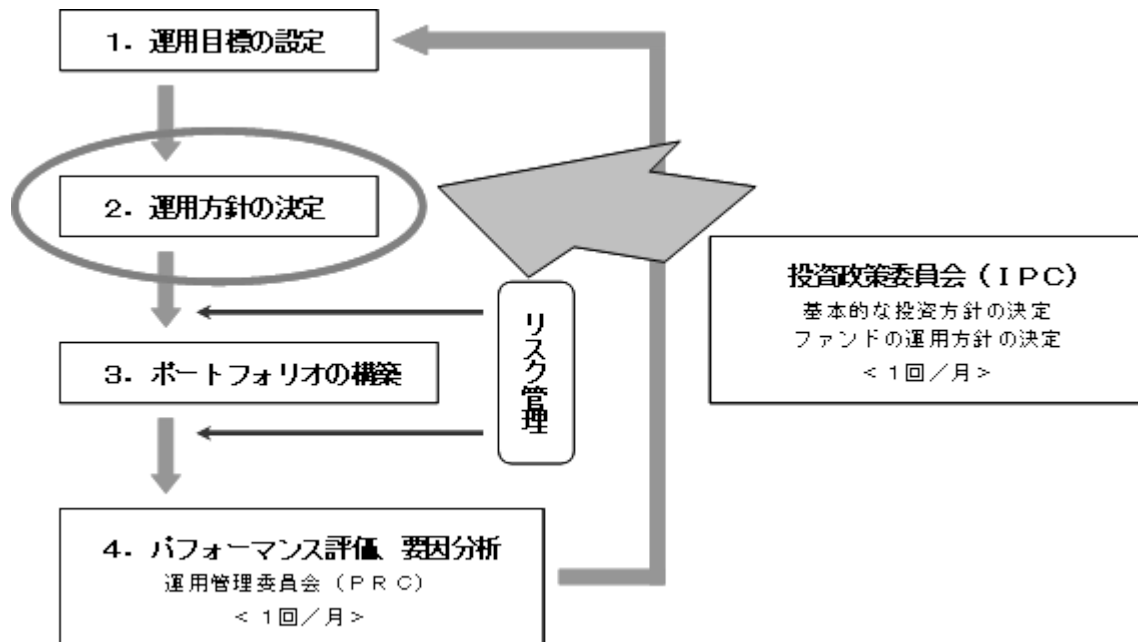 １．運用目標の設定
２．運用方針の決定
投資政策委員会（ＩＰＣ）
基本的な投資方針の決定
ファンドの運用方針の決定
＜１回／月＞
リスク管理
３．ポートフォリオの構築
４．パフォーマンス評価、要因分析
運用管理委員会（ＰＲＣ）
＜１回／月＞